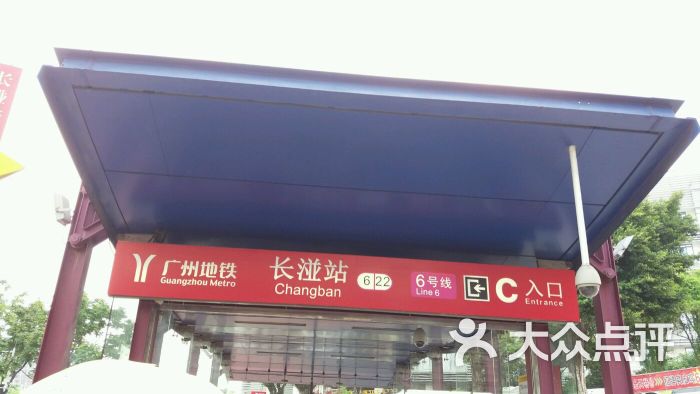 广州地铁
Guangzhou Metro
长湴站
Changban
6 22
6号线
Line 6
C 入口
Entrance
大众点评